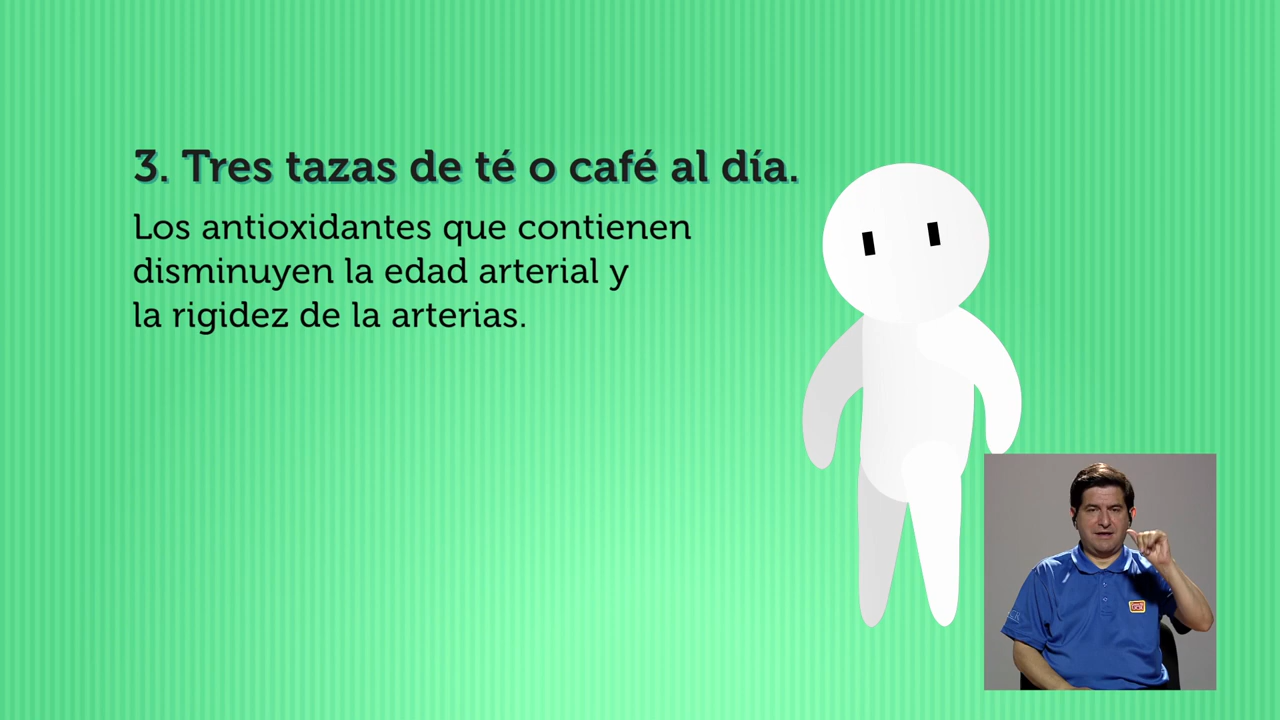 3. Tres tazas de té o café al día.
Los antioxidantes que contienen
disminuyen la edad arterial y
la rigidez de la arterias.